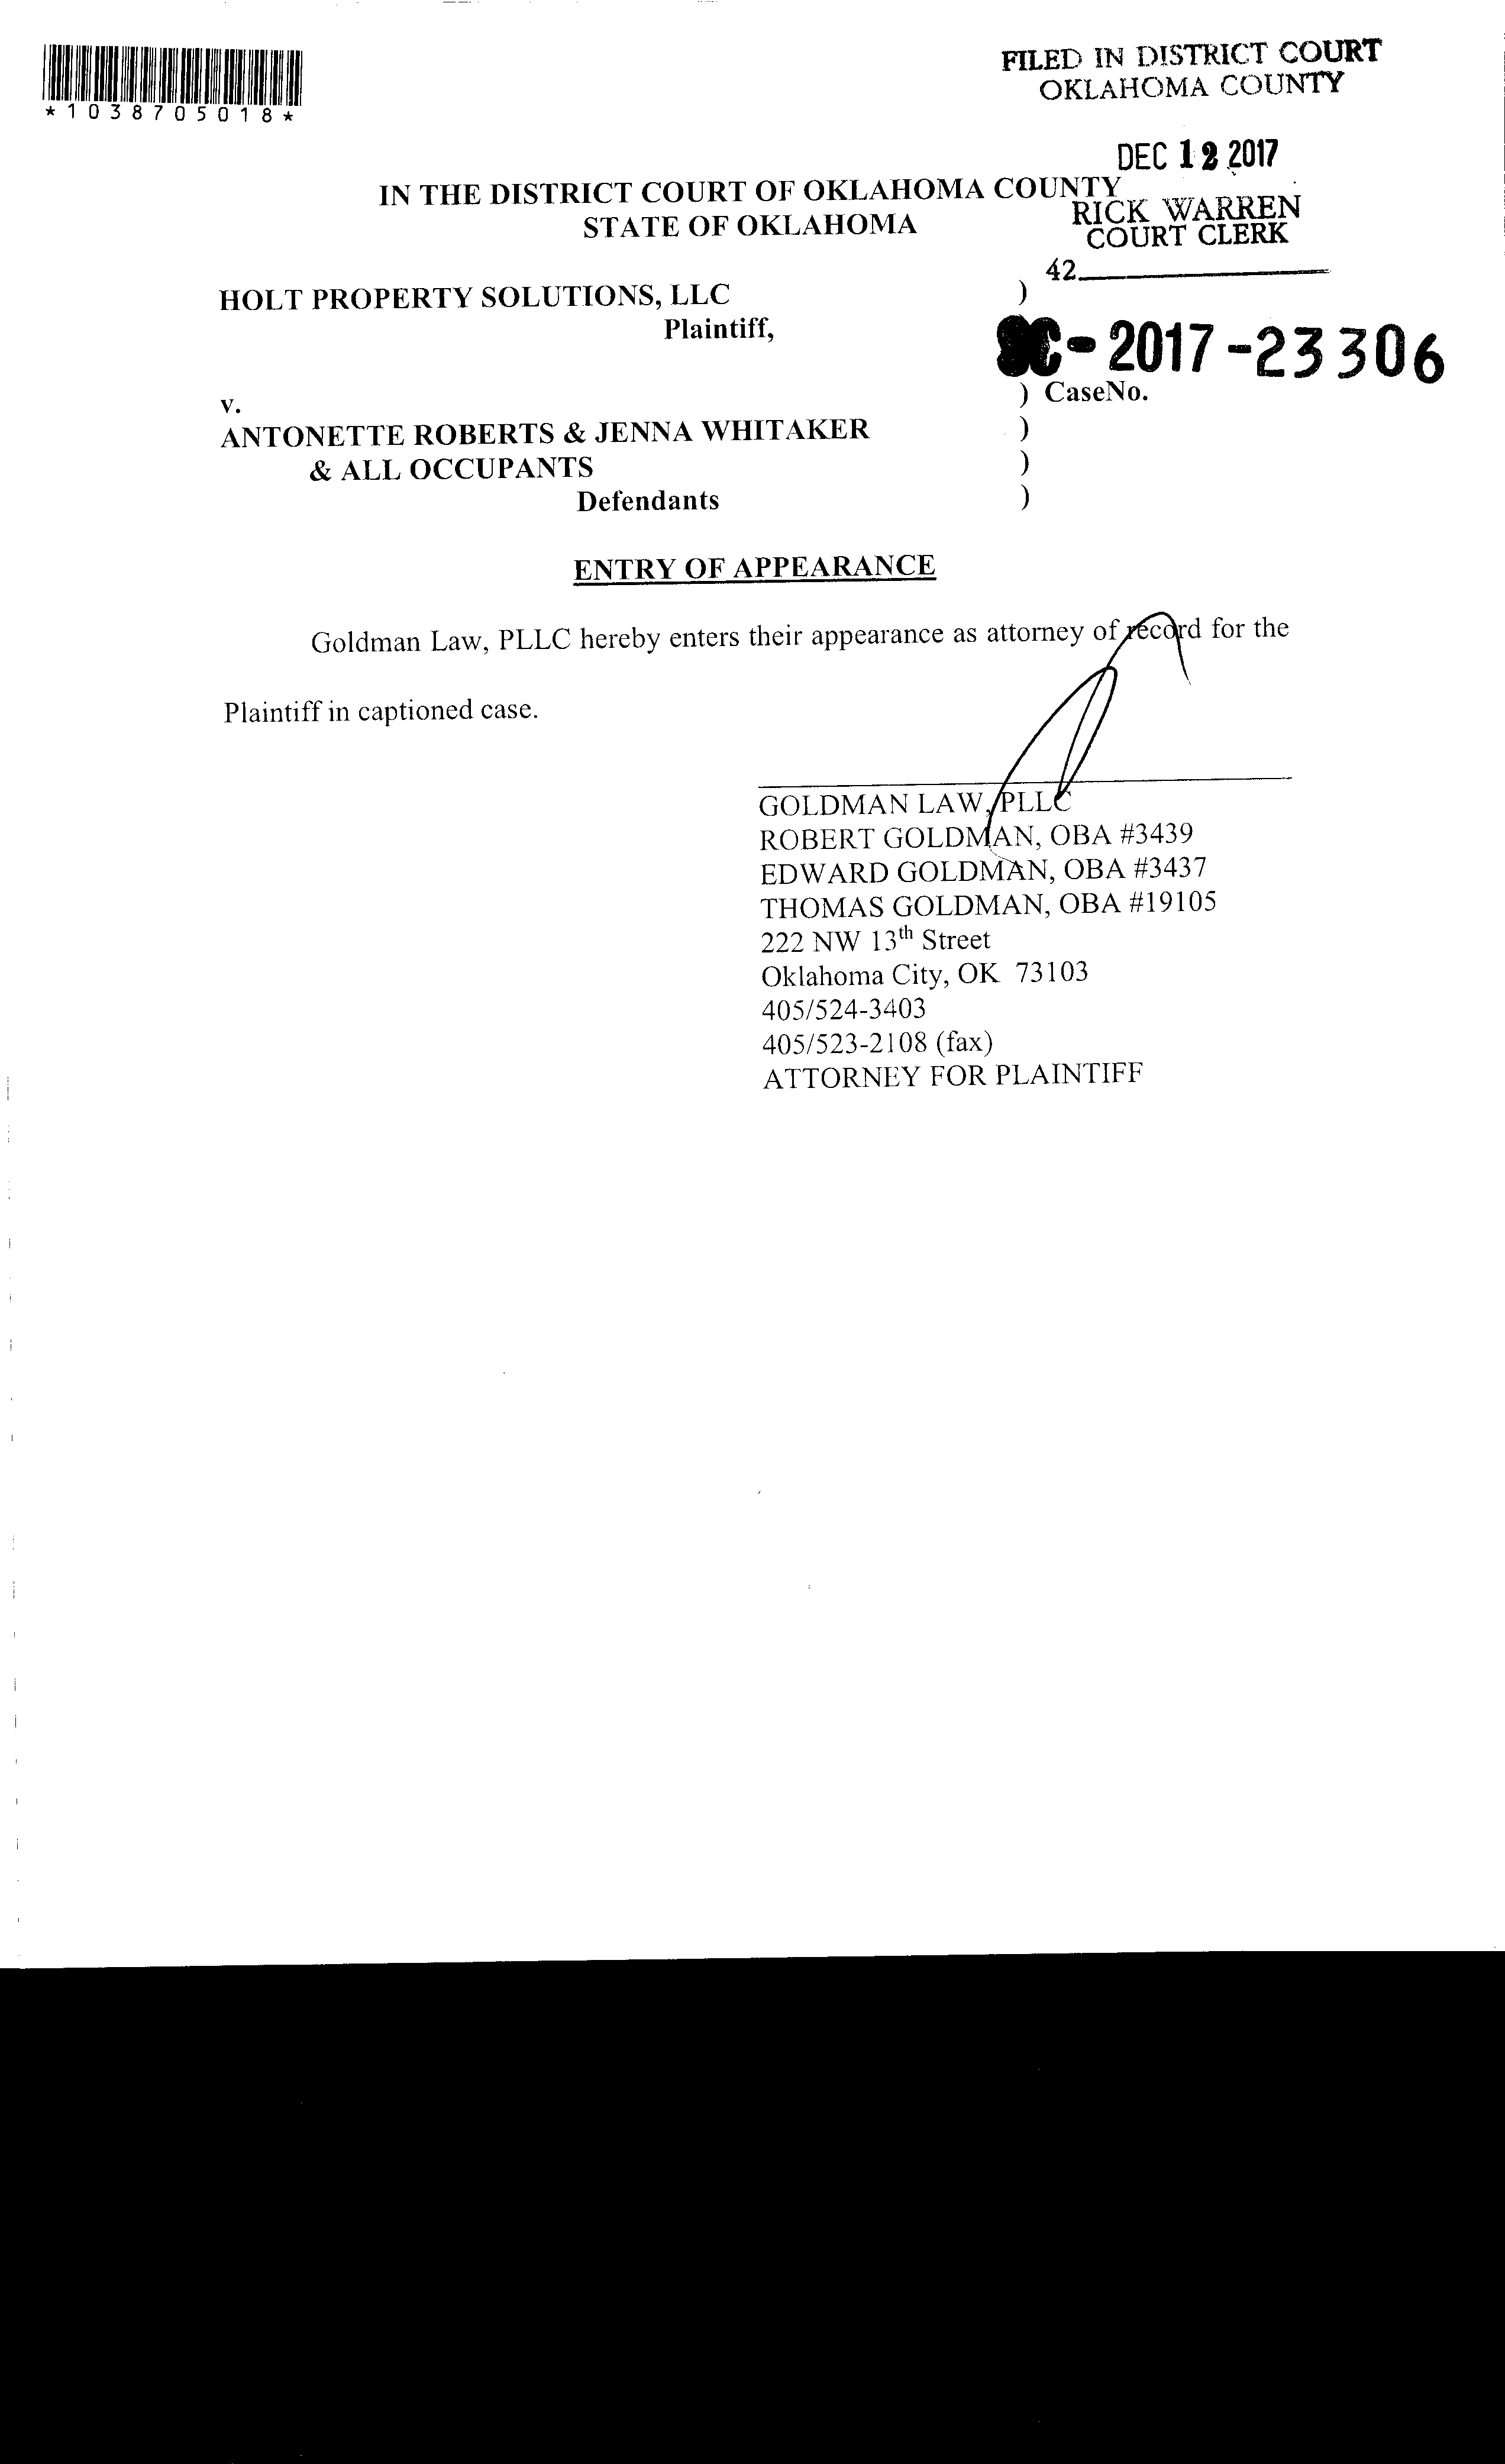 *1038705018*
FILED IN DISTRICT COURT
OKLAHOMA COUNTY
DEC 12 2017
IN THE DISTRICT COURT OF OKLAHOMA COUNTY
STATE OF OKLAHOMA
RICK WARREN
COURT CLERK
42
HOLT PROPERTY SOLUTIONS, LLC )
Plaintiff,
SC-2017-23306
) CaseNo.
v.
ANTONETTE ROBERTS & JENNA WHITAKER )
& ALL OCCUPANTS )
Defendants )
ENTRY OF APPEARANCE
Goldman Law, PLLC hereby enters their appearance as attorney of record for the
Plaintiff in captioned case.
GOLDMAN LAW, PLLC
ROBERT GOLDMAN, OBA #3439
EDWARD GOLDMAN, OBA #3437
THOMAS GOLDMAN, OBA #19105
222 NW 13th Street
Oklahoma City, OK 73103
405/524-3403
405/523-2108 (fax)
ATTORNEY FOR PLAINTIFF